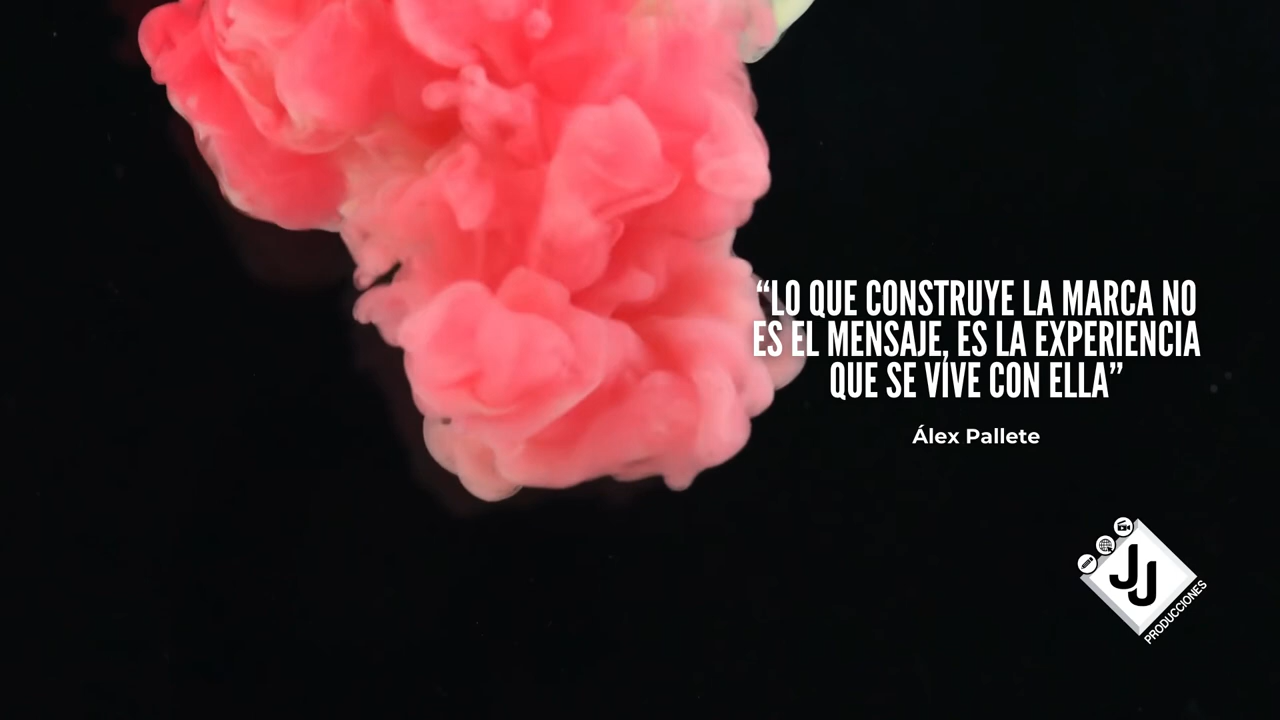 “LO QUE CONSTRUYE LA MARCA NO
ES EL MENSAJE, ES LA EXPERIENCIA
QUE SE VIVE CON ELLA”
Álex Pallete
JJ
PRODUCCIONES